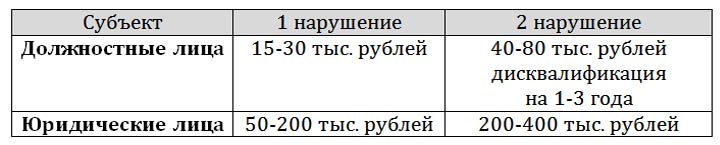 Субъект 1 нарушение 2 нарушение
Должностные лица 15-30 тыс. рублей 40-80 тыс. рублей
дисквалификация
на 1-3 года
Юридические лица 50-200 тыс. рублей 200-400 тыс. рублей